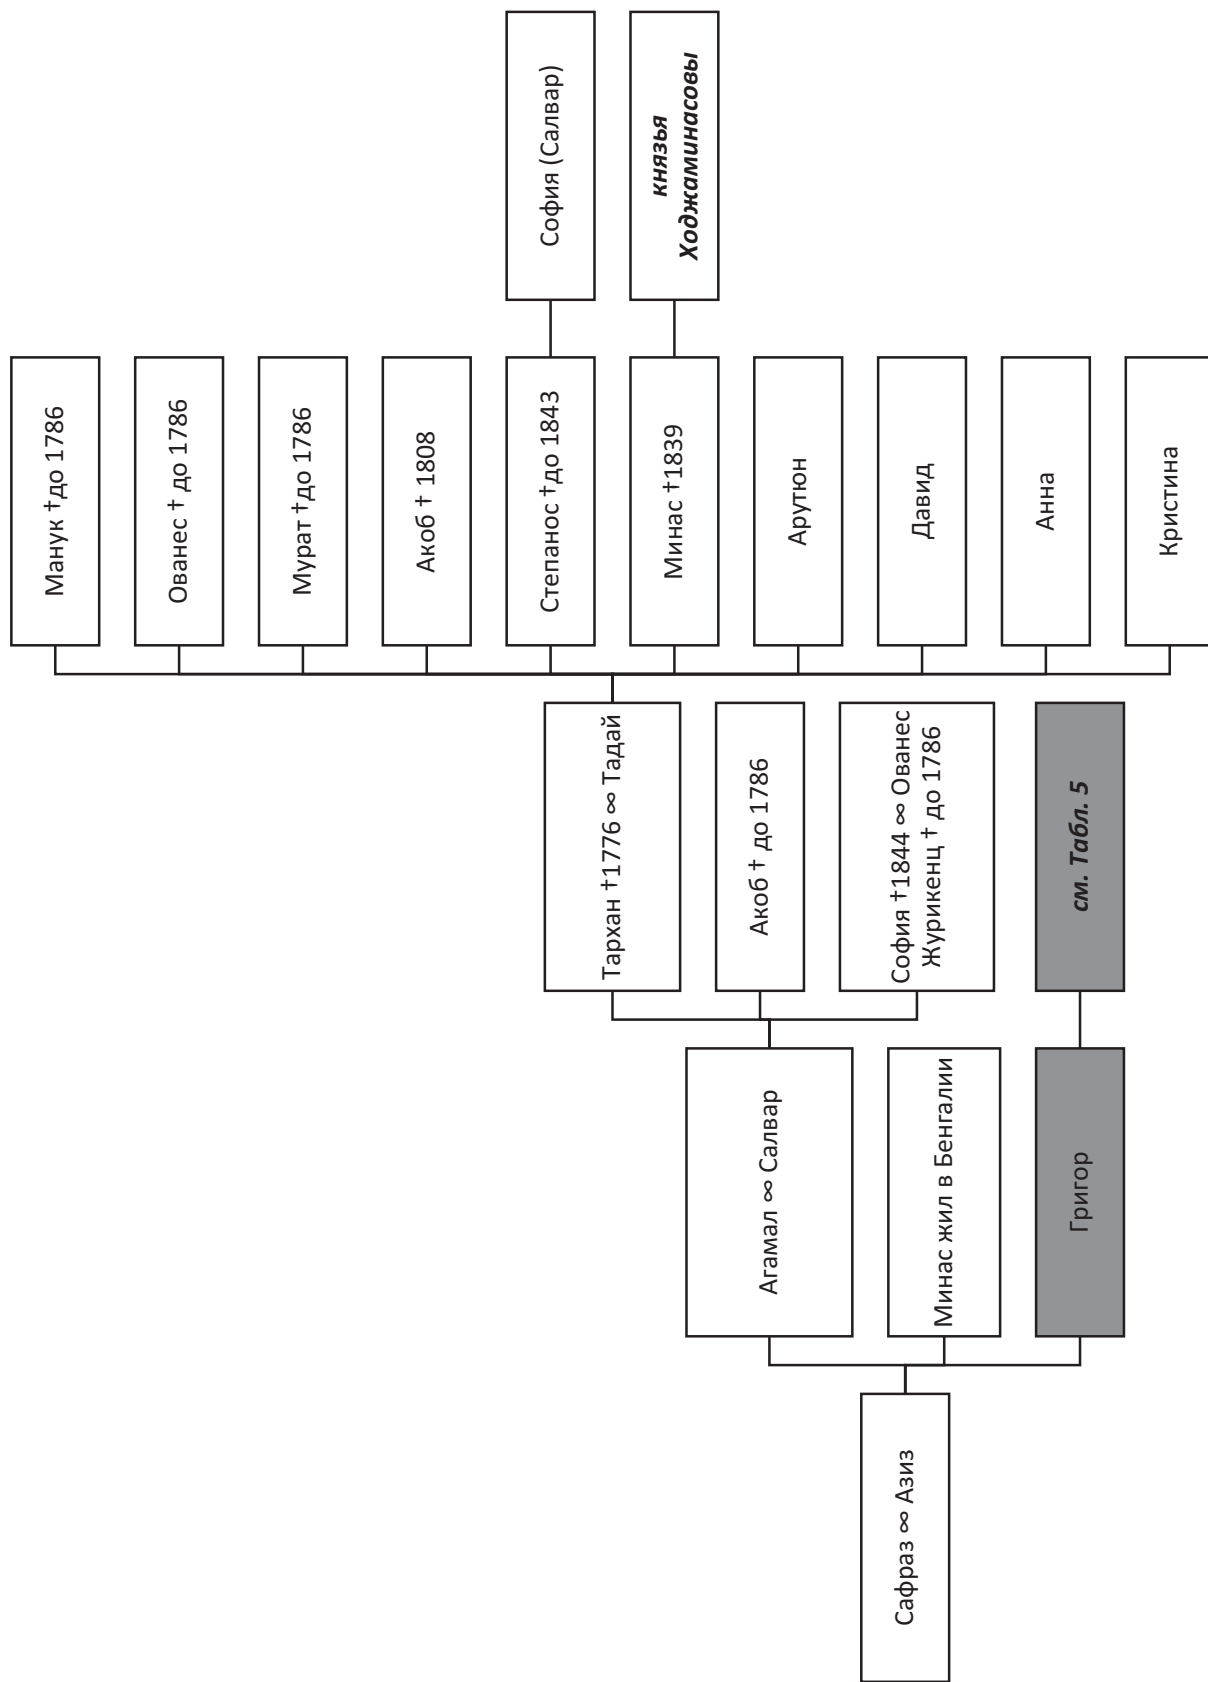 Сафраз ∞ Азиз
Агамал ∞ Салвар
Минас жил в Бенгалии
Григор
Тархан †1776 ∞ Тадай
Акоб † до 1786
София †1844 ∞ Ованес
Журикенц † до 1786
см. Табл. 5
Манук †до 1786
Ованес † до 1786
Мурат †до 1786
Акоб † 1808
Степанос †до 1843
Минас †1839
Арутюн
Давид
Анна
Кристина
София (Салвар)
князья
Ходжаминасовы